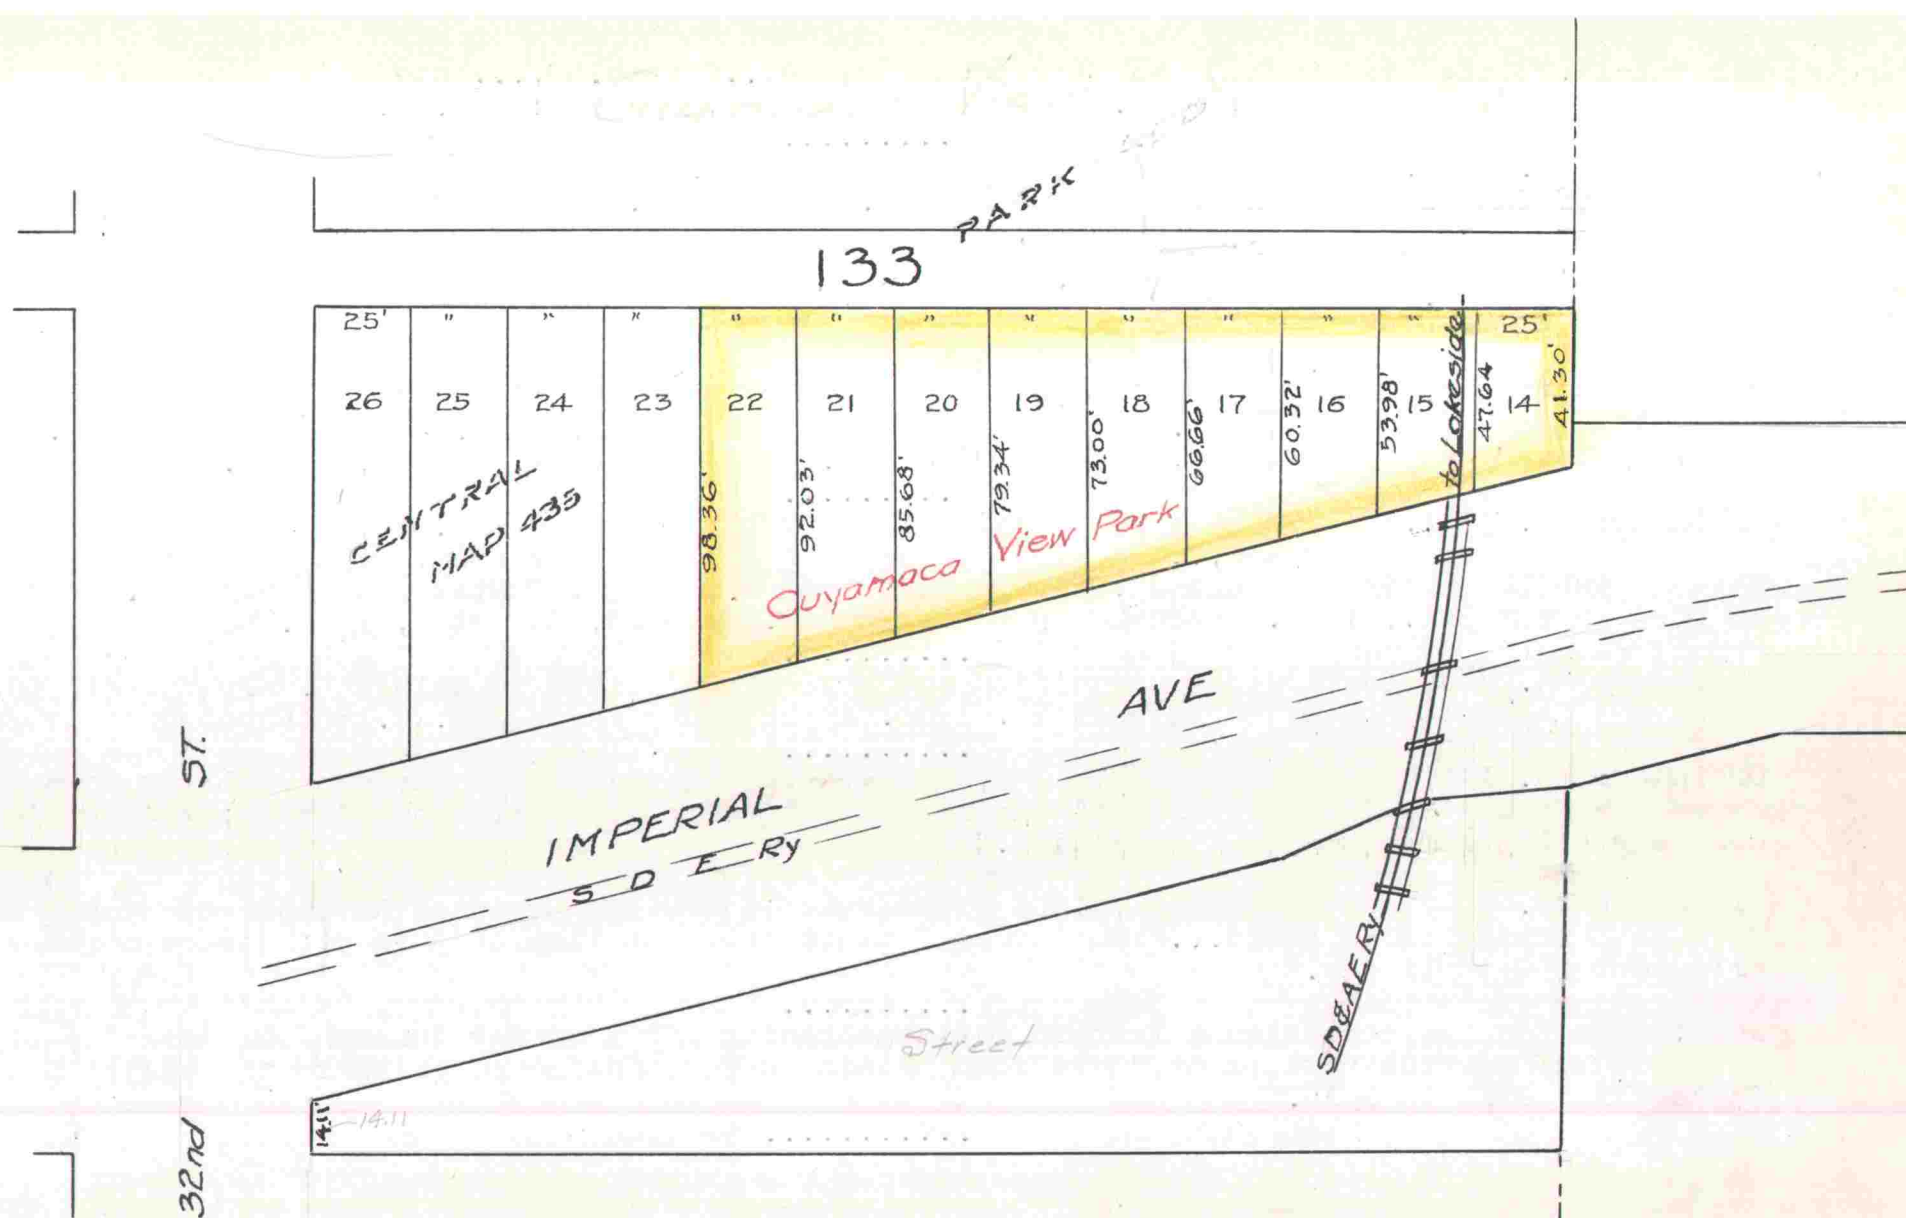 PARK
133
25' " " " " " " " " " " " 25'
26 25 24 23 22 21 20 19 18 17 16 15 14
98.36'
92.03'
85.68'
79.34'
73.00'
66.66'
60.32'
53.98'
47.64
41.30'
to Lakeside
CENTRAL
MAP 435
Cuyamaca View Park
ST.
32nd
IMPERIAL AVE
S D E Ry
SD&AERy
Street
14.11'
14.11